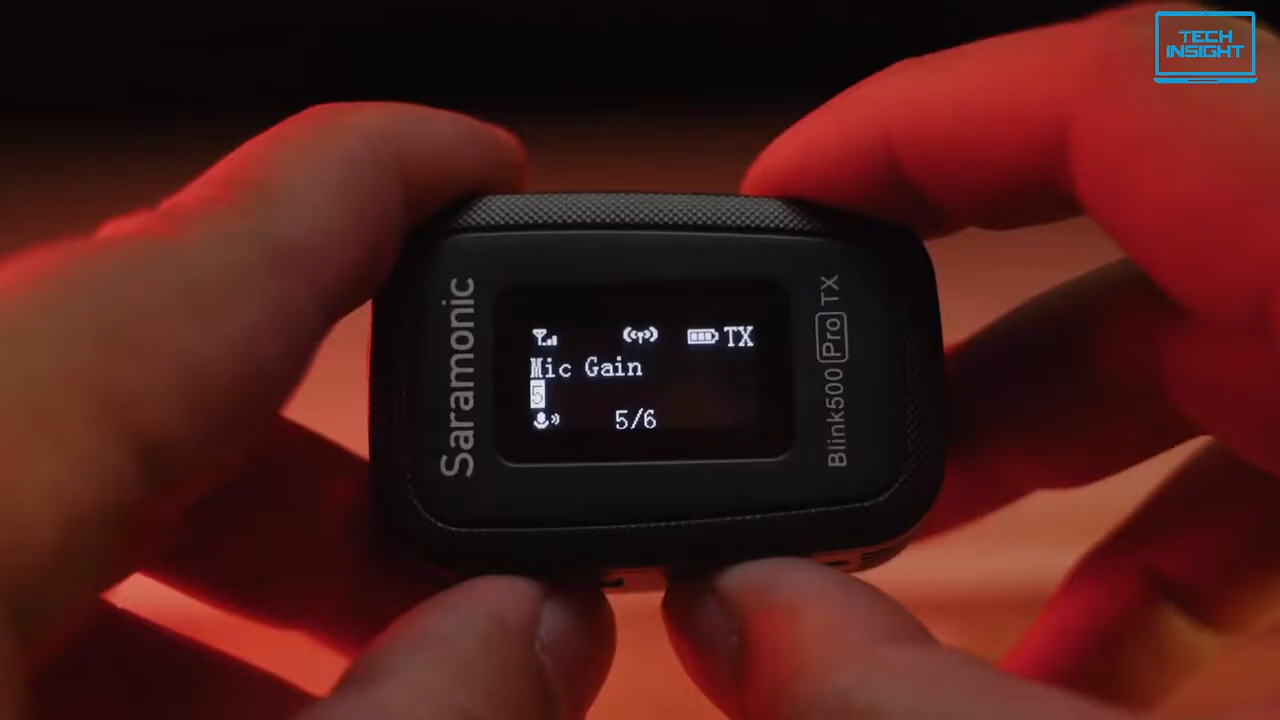 TECH
INSIGHT
Saramonic
TX
Mic Gain
5
5/6
Blink500 Pro TX